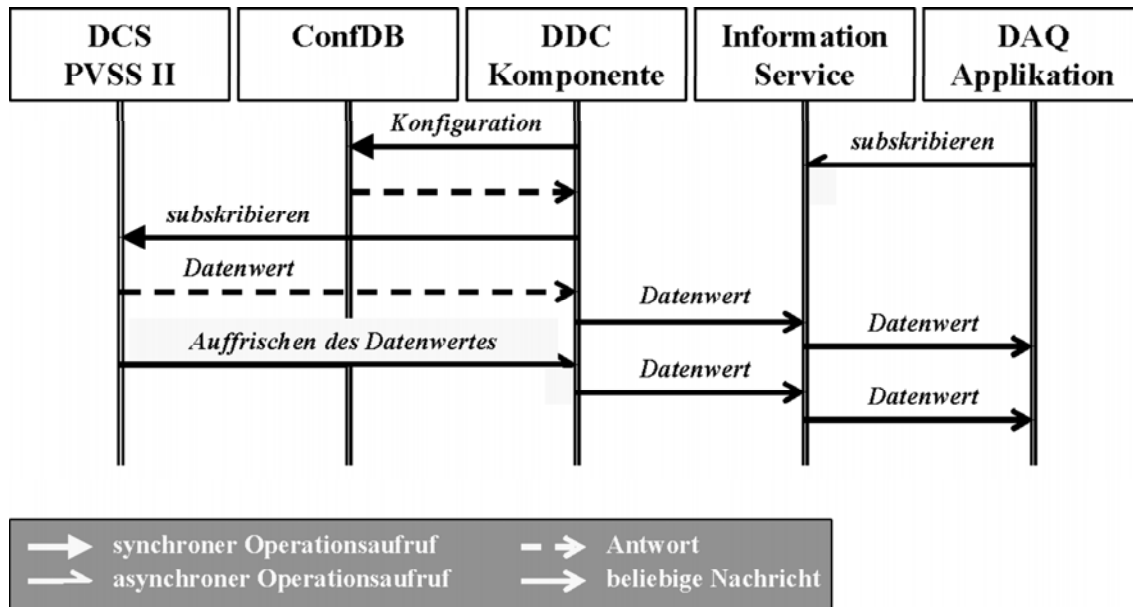 DCS
PVSS II
ConfDB
DDC
Komponente
Information
Service
DAQ
Applikation
Konfiguration
subskribieren
subskribieren
Datenwert
Datenwert
Datenwert
Auffrischen des Datenwertes
Datenwert
Datenwert
synchroner Operationsaufruf
Antwort
asynchroner Operationsaufruf
beliebige Nachricht